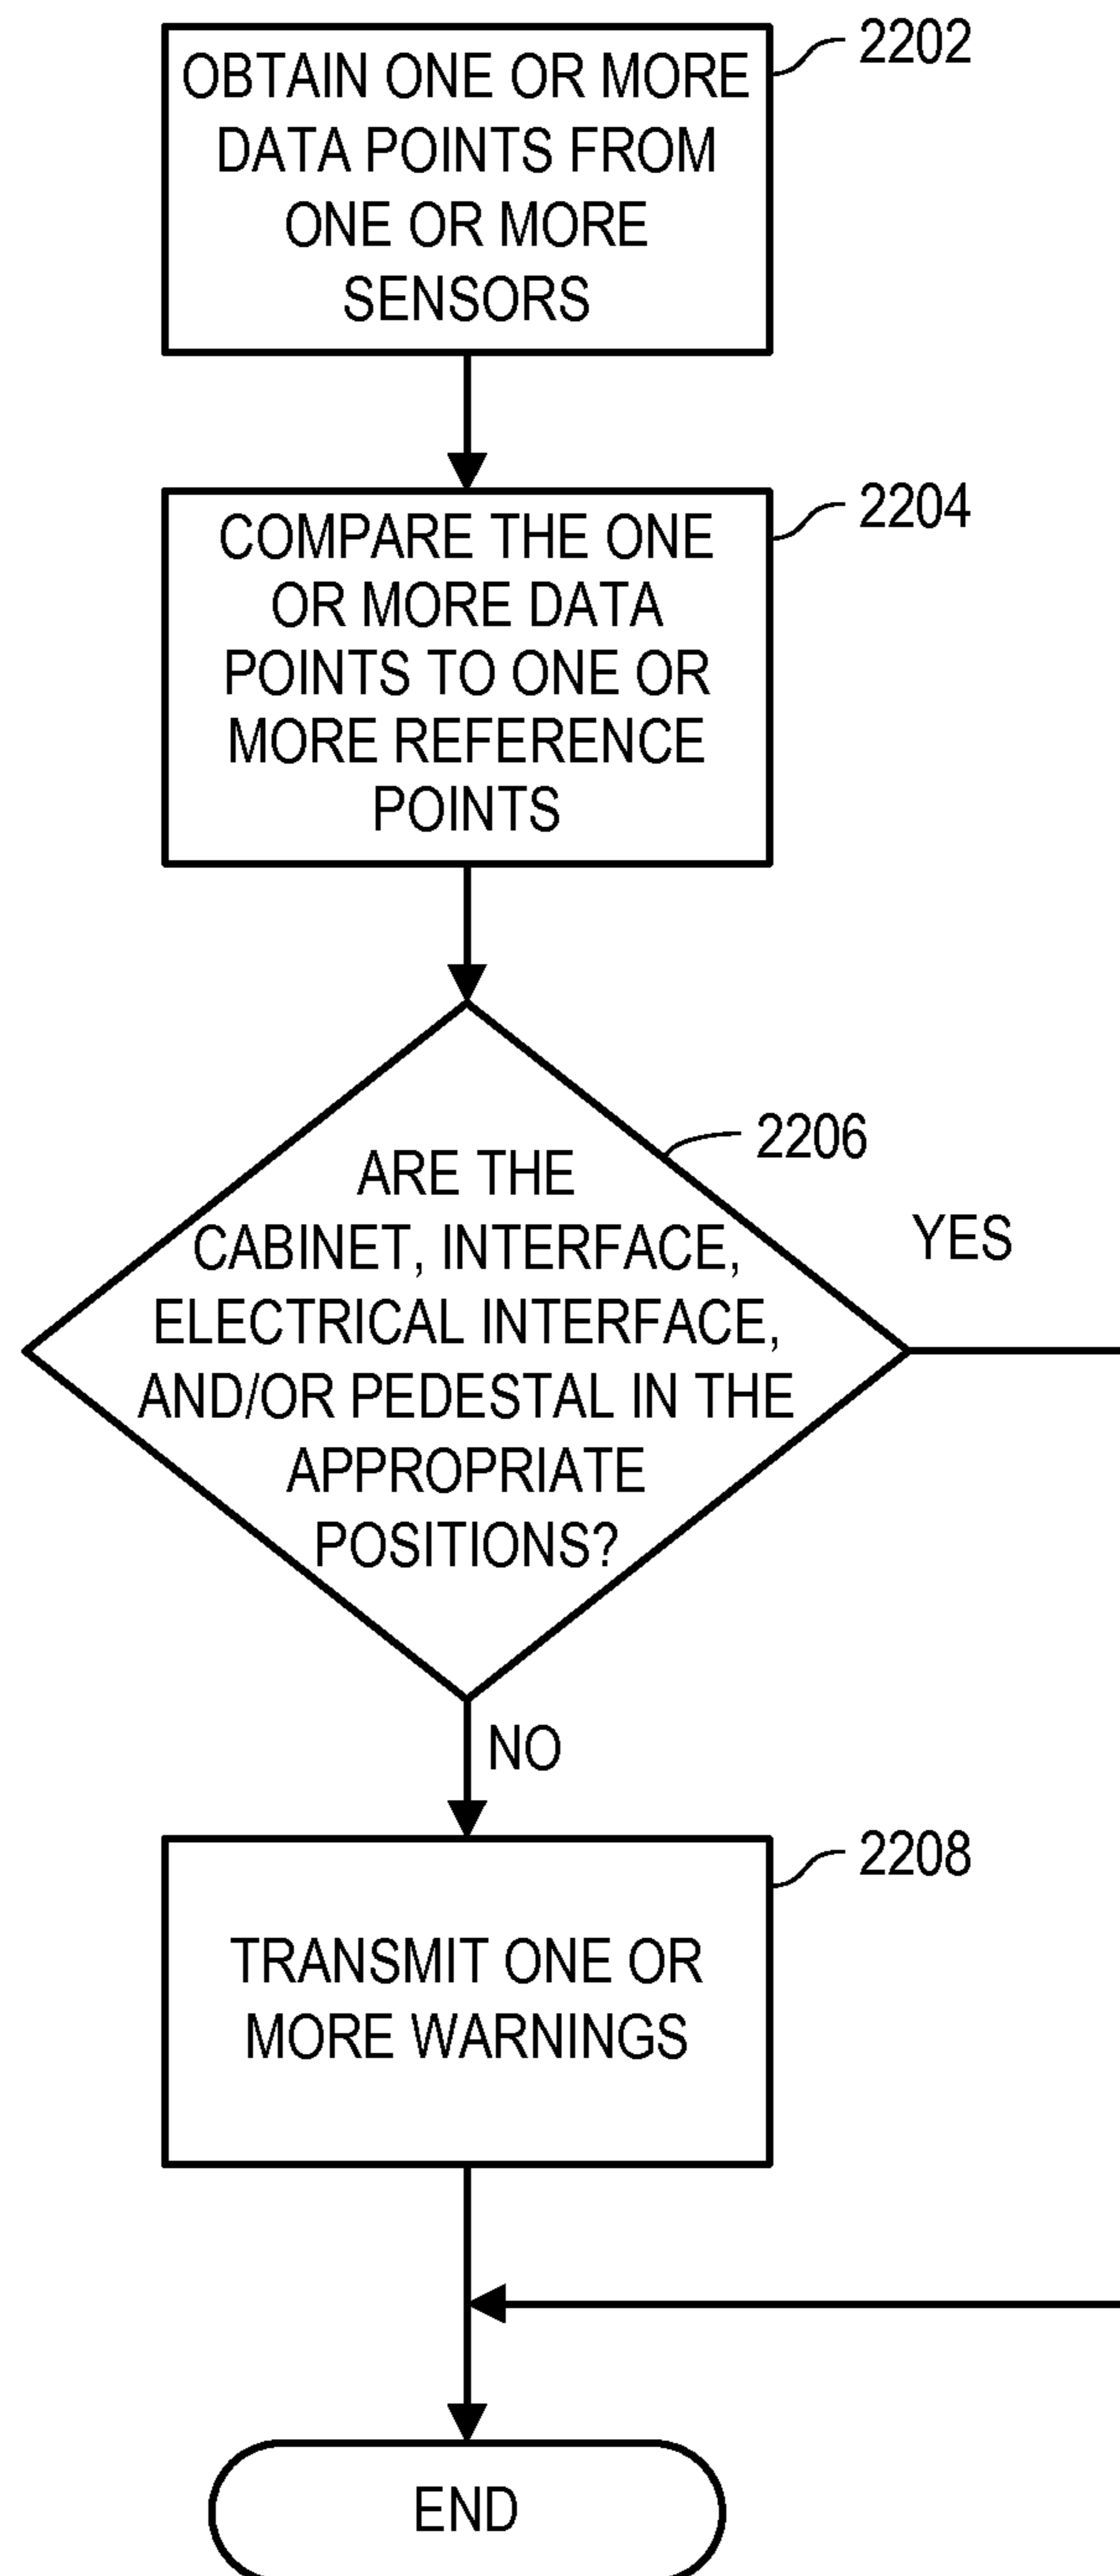 OBTAIN ONE OR MORE
DATA POINTS FROM
ONE OR MORE
SENSORS
2202
COMPARE THE ONE
OR MORE DATA
POINTS TO ONE OR
MORE REFERENCE
POINTS
2204
ARE THE
CABINET, INTERFACE,
ELECTRICAL INTERFACE,
AND/OR PEDESTAL IN THE
APPROPRIATE
POSITIONS?
2206
YES
NO
TRANSMIT ONE OR
MORE WARNINGS
2208
END